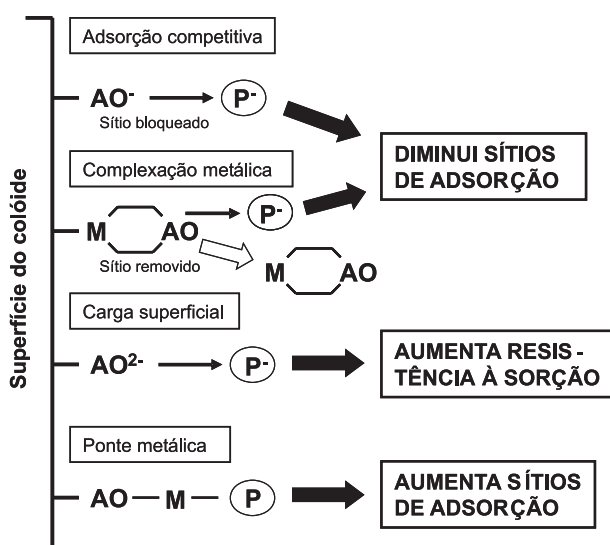 Adsorção competitiva
AO⁻ P⁻
Sítio bloqueado
DIMINUI SÍTIOS
DE ADSORÇÃO
Complexação metálica
P⁻
M AO
Sítio removido
M AO
Superfície do colóide
Carga superficial
AO²⁻ P⁻
AUMENTA RESIS -
TÊNCIA À SORÇÃO
Ponte metálica
AO — M — P
AUMENTA SÍTIOS
DE ADSORÇÃO